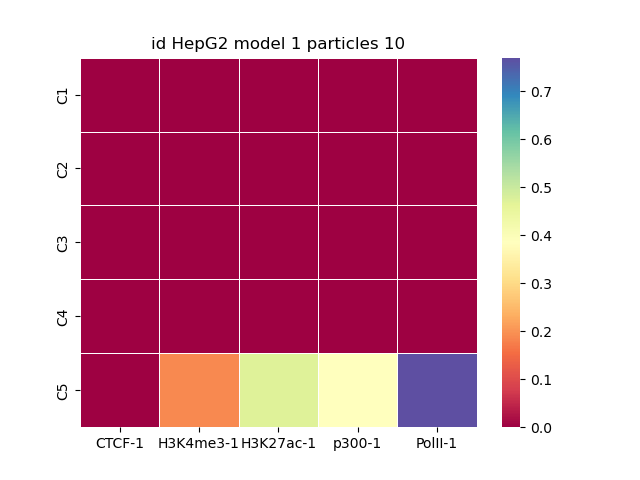 id HepG2 model 1 particles 10
C1
C2
C3
C4
C5
CTCF-1 H3K4me3-1 H3K27ac-1 p300-1 PolII-1
0.7
0.6
0.5
0.4
0.3
0.2
0.1
0.0